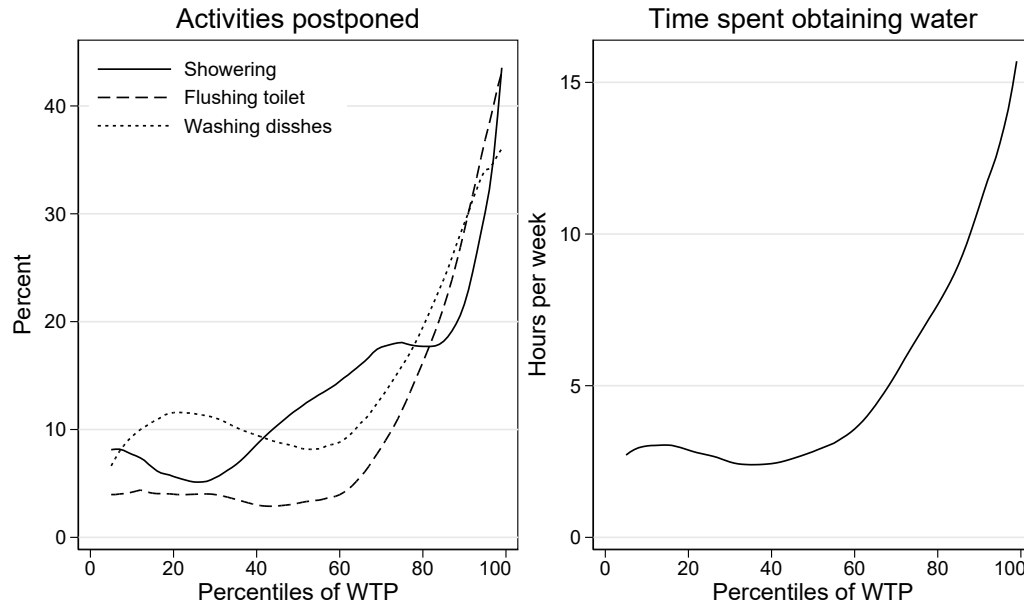 Activities postponed
Showering
Flushing toilet
Washing disshes
Percent
40
30
20
10
0
0 20 40 60 80 100
Percentiles of WTP
Time spent obtaining water
Hours per week
15
10
5
0
0 20 40 60 80 100
Percentiles of WTP